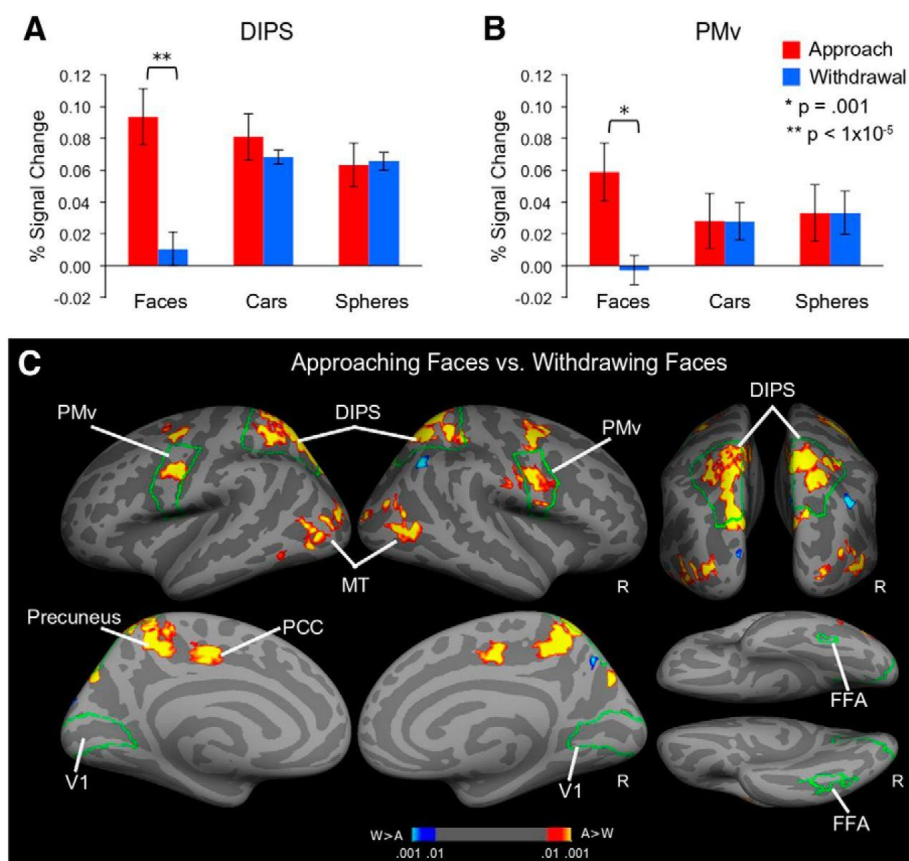 A
DIPS
% Signal Change
0.12
0.10
0.08
0.06
0.04
0.02
0.00
-0.02
**
Faces
Cars
Spheres
B
PMv
% Signal Change
0.12
0.10
0.08
0.06
0.04
0.02
0.00
-0.02
*
Faces
Cars
Spheres
Approach
Withdrawal
* p = .001
** p < 1x10-5
C
Approaching Faces vs. Withdrawing Faces
PMv
DIPS
PMv
DIPS
MT
R
R
Precuneus
PCC
V1
V1
R
FFA
R
FFA
W>A
A>W
.001 .01
.01 .001